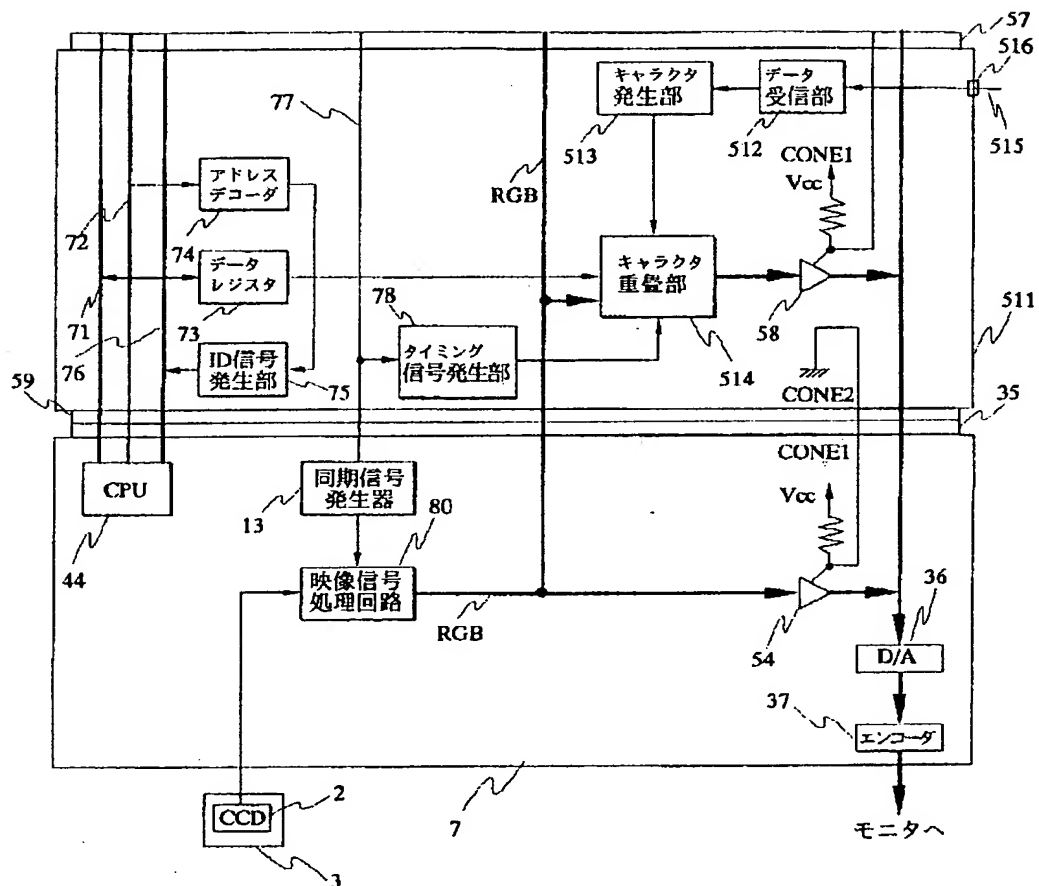 57
516
キャラクタ
発生部
データ
受信部
77
513
512
515
CONE1
Vcc
RGB
アドレス
デコーダ
72
74
データ
レジスタ
キャラクタ
重畳部
78
58
71
73
タイミング
信号発生部
511
76
ID信号
発生部
75
514
CONE2
59
35
CONE1
CPU
同期信号
発生器
Vcc
13
80
44
映像信号
処理回路
36
RGB
54
D/A
37
エンコーダ
2
CCD
7
モニタへ
3